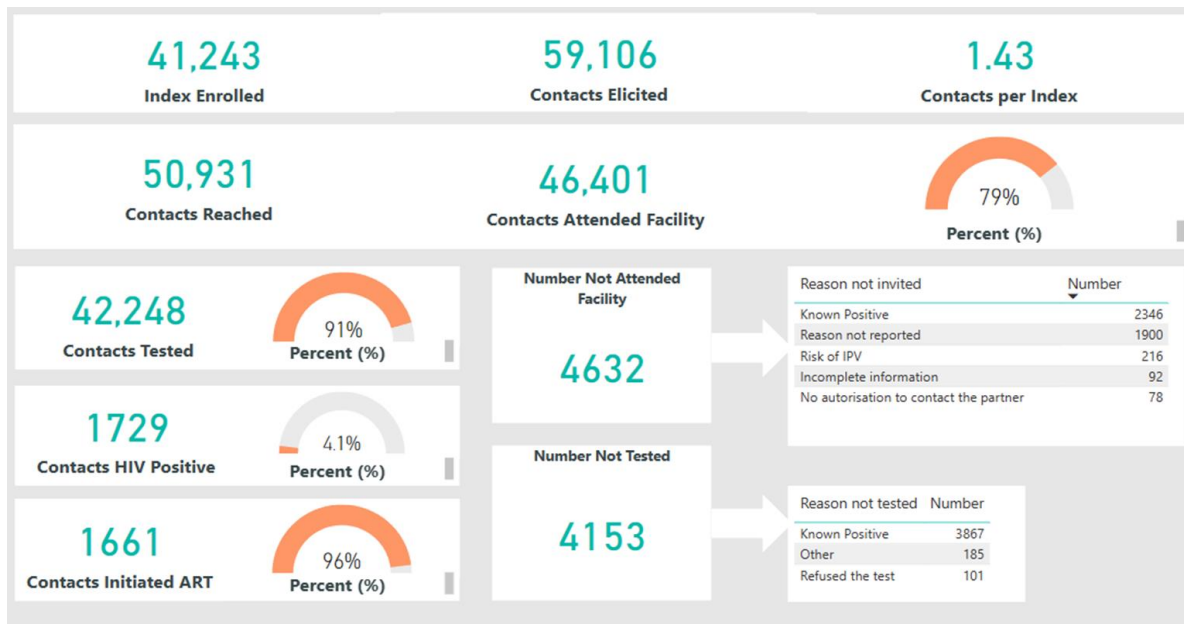 41,243
Index Enrolled
59,106
Contacts Elicited
1.43
Contacts per Index
50,931
Contacts Reached
46,401
Contacts Attended Facility
79%
Percent (%)
42,248
Contacts Tested
91%
Percent (%)
1729
Contacts HIV Positive
4.1%
Percent (%)
1661
Contacts Initiated ART
96%
Percent (%)
Number Not Attended
Facility
4632
Number Not Tested
4153
Reason not invited Number
Known Positive 2346
Reason not reported 1900
Risk of IPV 216
Incomplete information 92
No autorisation to contact the partner 78
Reason not tested Number
Known Positive 3867
Other 185
Refused the test 101